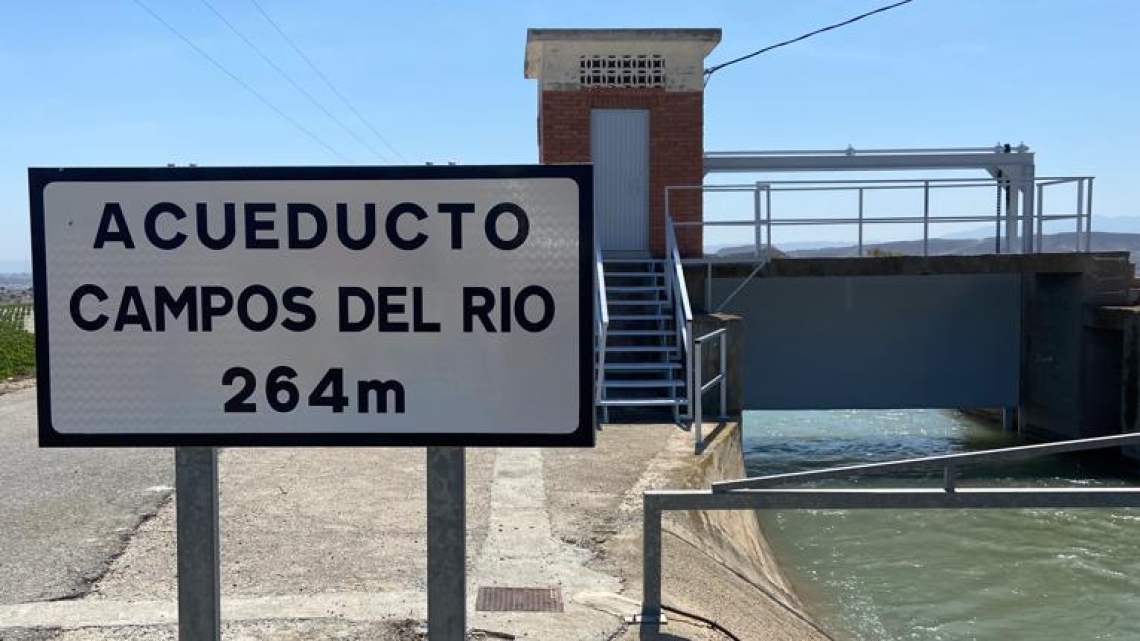 ACUEDUCTO
CAMPOS DEL RIO
264m